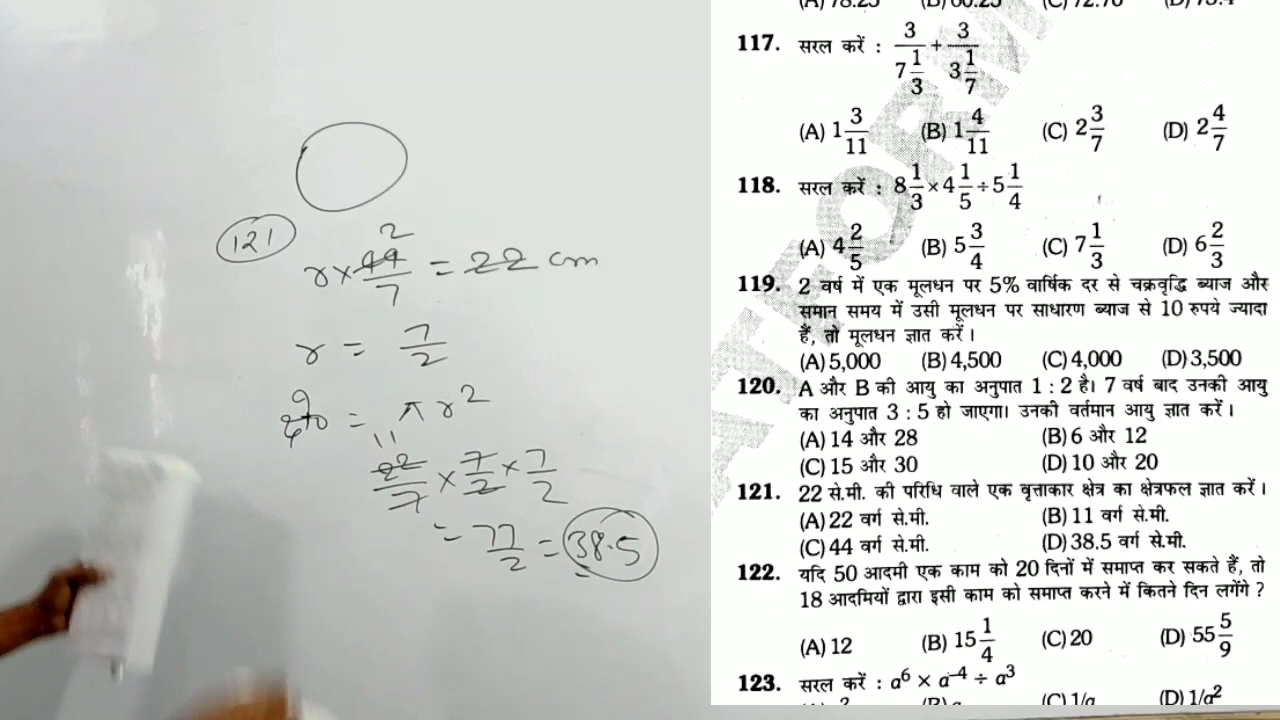 121
2
r × 44/7 = 22 cm
r = 7/2
क्षे० = π r²
11
22/7 × 7/2 × 7/2
= 77/2 = 38.5
117. सरल करें : 3/7 1/3 + 3/3 1/7
(A) 1 3/11 (B) 1 4/11 (C) 2 3/7 (D) 2 4/7
118. सरल करें : 8 1/3 × 4 1/5 ÷ 5 1/4
(A) 4 2/5 (B) 5 3/4 (C) 7 1/3 (D) 6 2/3
119. 2 वर्ष में एक मूलधन पर 5% वार्षिक दर से चक्रवृद्धि ब्याज और
समान समय में उसी मूलधन पर साधारण ब्याज से 10 रुपये ज्यादा
हैं, तो मूलधन ज्ञात करें।
(A) 5,000 (B) 4,500 (C) 4,000 (D) 3,500
120. A और B की आयु का अनुपात 1 : 2 है। 7 वर्ष बाद उनकी आयु
का अनुपात 3 : 5 हो जाएगा। उनकी वर्तमान आयु ज्ञात करें।
(A) 14 और 28 (B) 6 और 12
(C) 15 और 30 (D) 10 और 20
121. 22 से.मी. की परिधि वाले एक वृत्ताकार क्षेत्र का क्षेत्रफल ज्ञात करें।
(A) 22 वर्ग से.मी. (B) 11 वर्ग से.मी.
(C) 44 वर्ग से.मी. (D) 38.5 वर्ग से.मी.
122. यदि 50 आदमी एक काम को 20 दिनों में समाप्त कर सकते हैं, तो
18 आदमियों द्वारा इसी काम को समाप्त करने में कितने दिन लगेंगे ?
(A) 12 (B) 15 1/4 (C) 20 (D) 55 5/9
123. सरल करें : a⁶ × a⁻⁴ ÷ a³
(C) 1/a (D) 1/a²